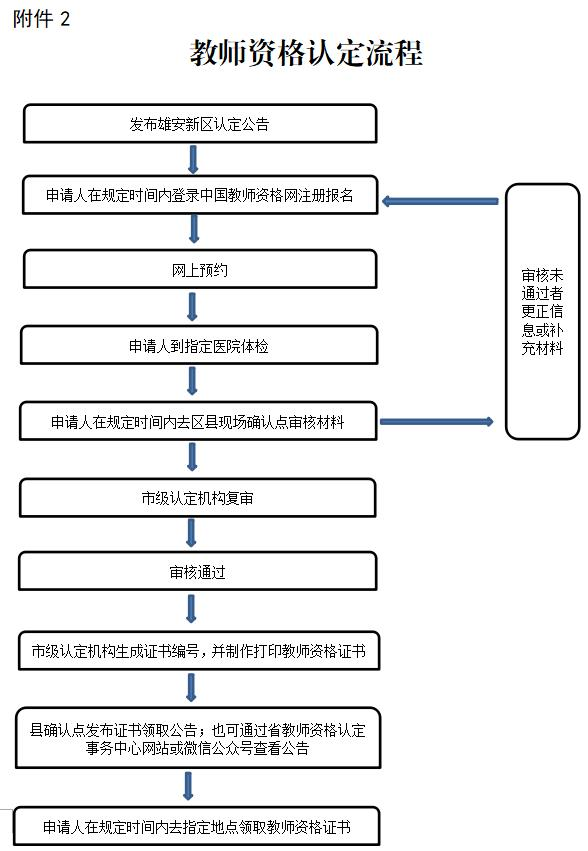 附件 2
教师资格认定流程
发布雄安新区认定公告
申请人在规定时间内登录中国教师资格网注册报名
网上预约
申请人到指定医院体检
申请人在规定时间内去区县现场确认点审核材料
审核未
通过者
更正信
息或补
充材料
市级认定机构复审
审核通过
市级认定机构生成证书编号，并制作打印教师资格证书
县确认点发布证书领取公告；也可通过省教师资格认定
事务中心网站或微信公众号查看公告
申请人在规定时间内去指定地点领取教师资格证书